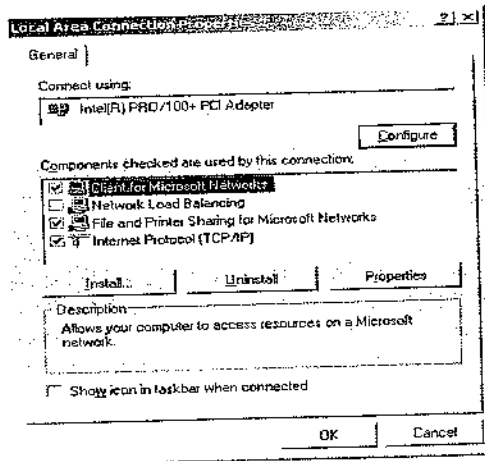 Local Area Connection Properties ? ×
General
Connect using:
Intel(R) PRO/100+ PCI Adapter
Configure
Components checked are used by this connection:
Client for Microsoft Networks
Network Load Balancing
File and Printer Sharing for Microsoft Networks
Internet Protocol (TCP/IP)
Install... Uninstall Properties
Description
Allows your computer to access resources on a Microsoft
network.
Show icon in taskbar when connected
OK Cancel